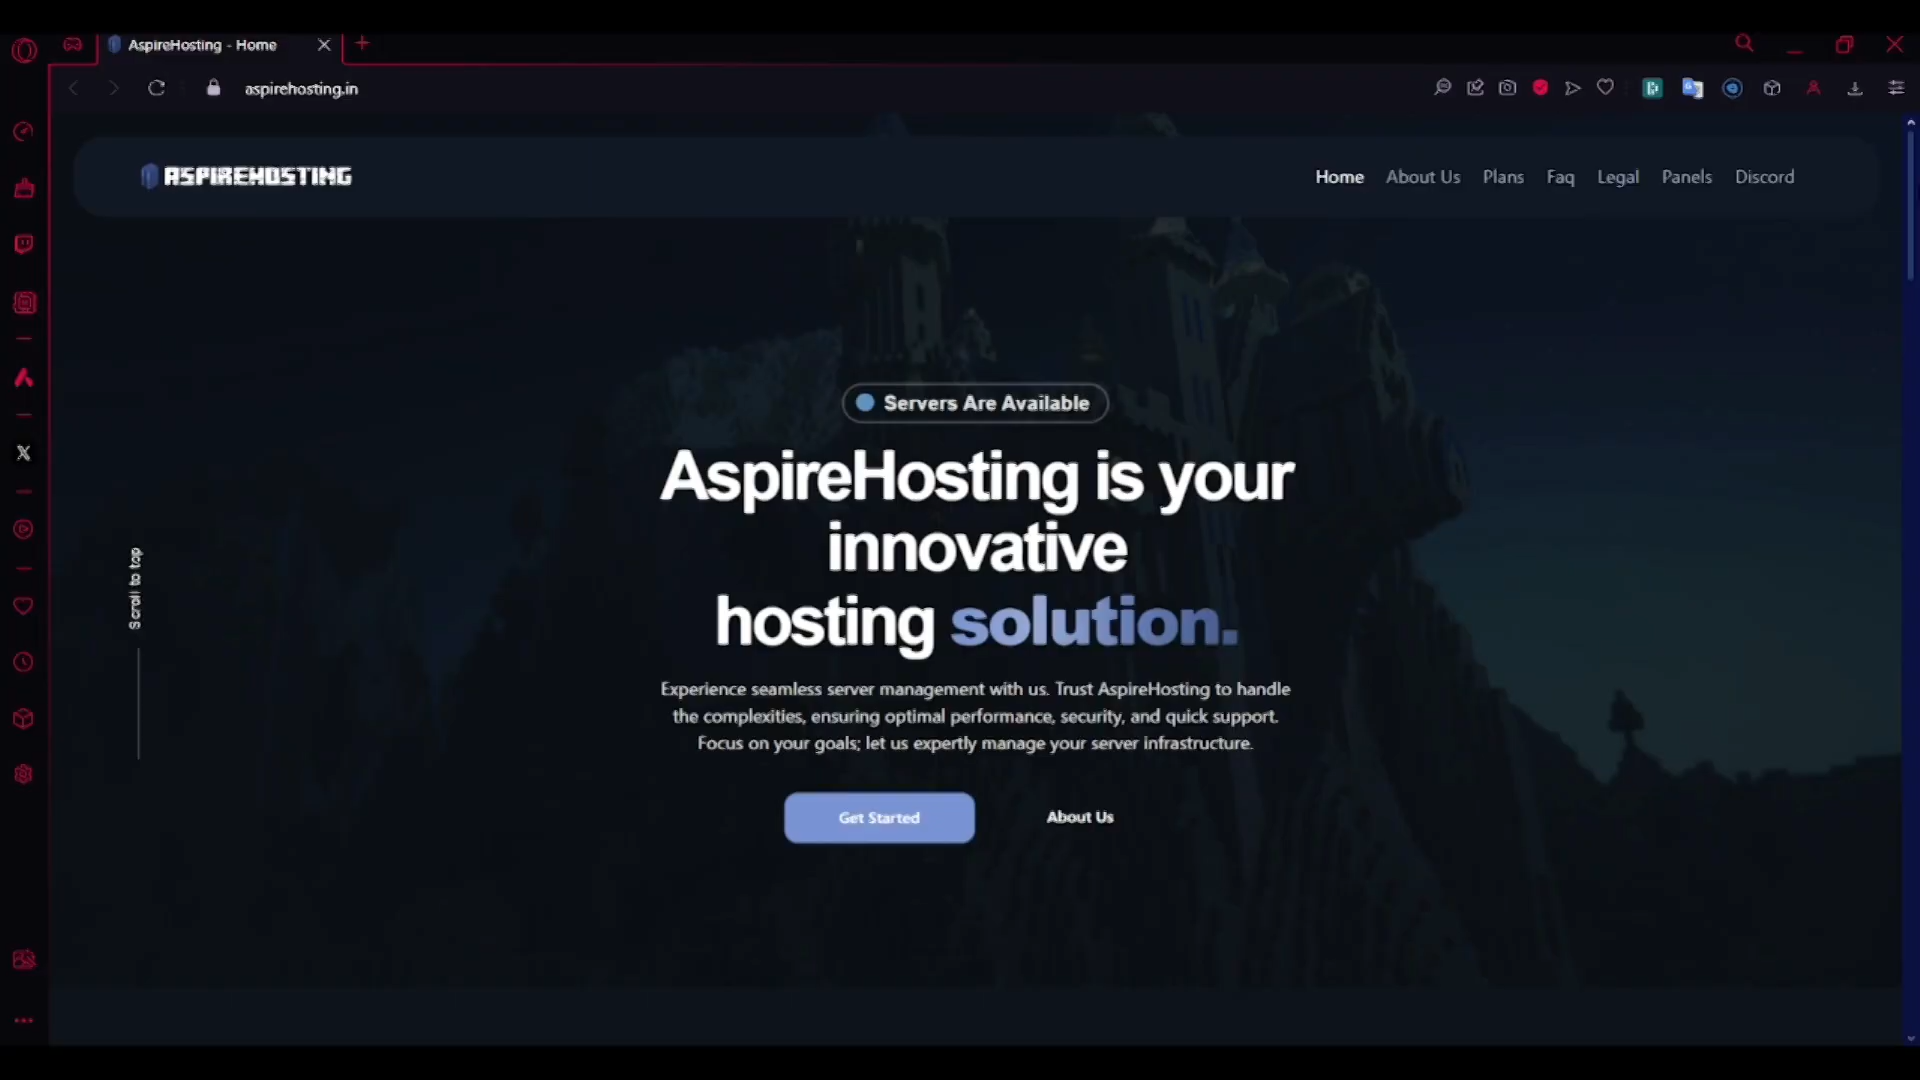 AspireHosting - Home
aspirehosting.in
ASPIREHOSTING
Home About Us Plans Faq Legal Panels Discord
Servers Are Available
AspireHosting is your
innovative
hosting solution.
Experience seamless server management with us. Trust AspireHosting to handle
the complexities, ensuring optimal performance, security, and quick support.
Focus on your goals; let us expertly manage your server infrastructure.
Scroll to top
Get Started
About Us